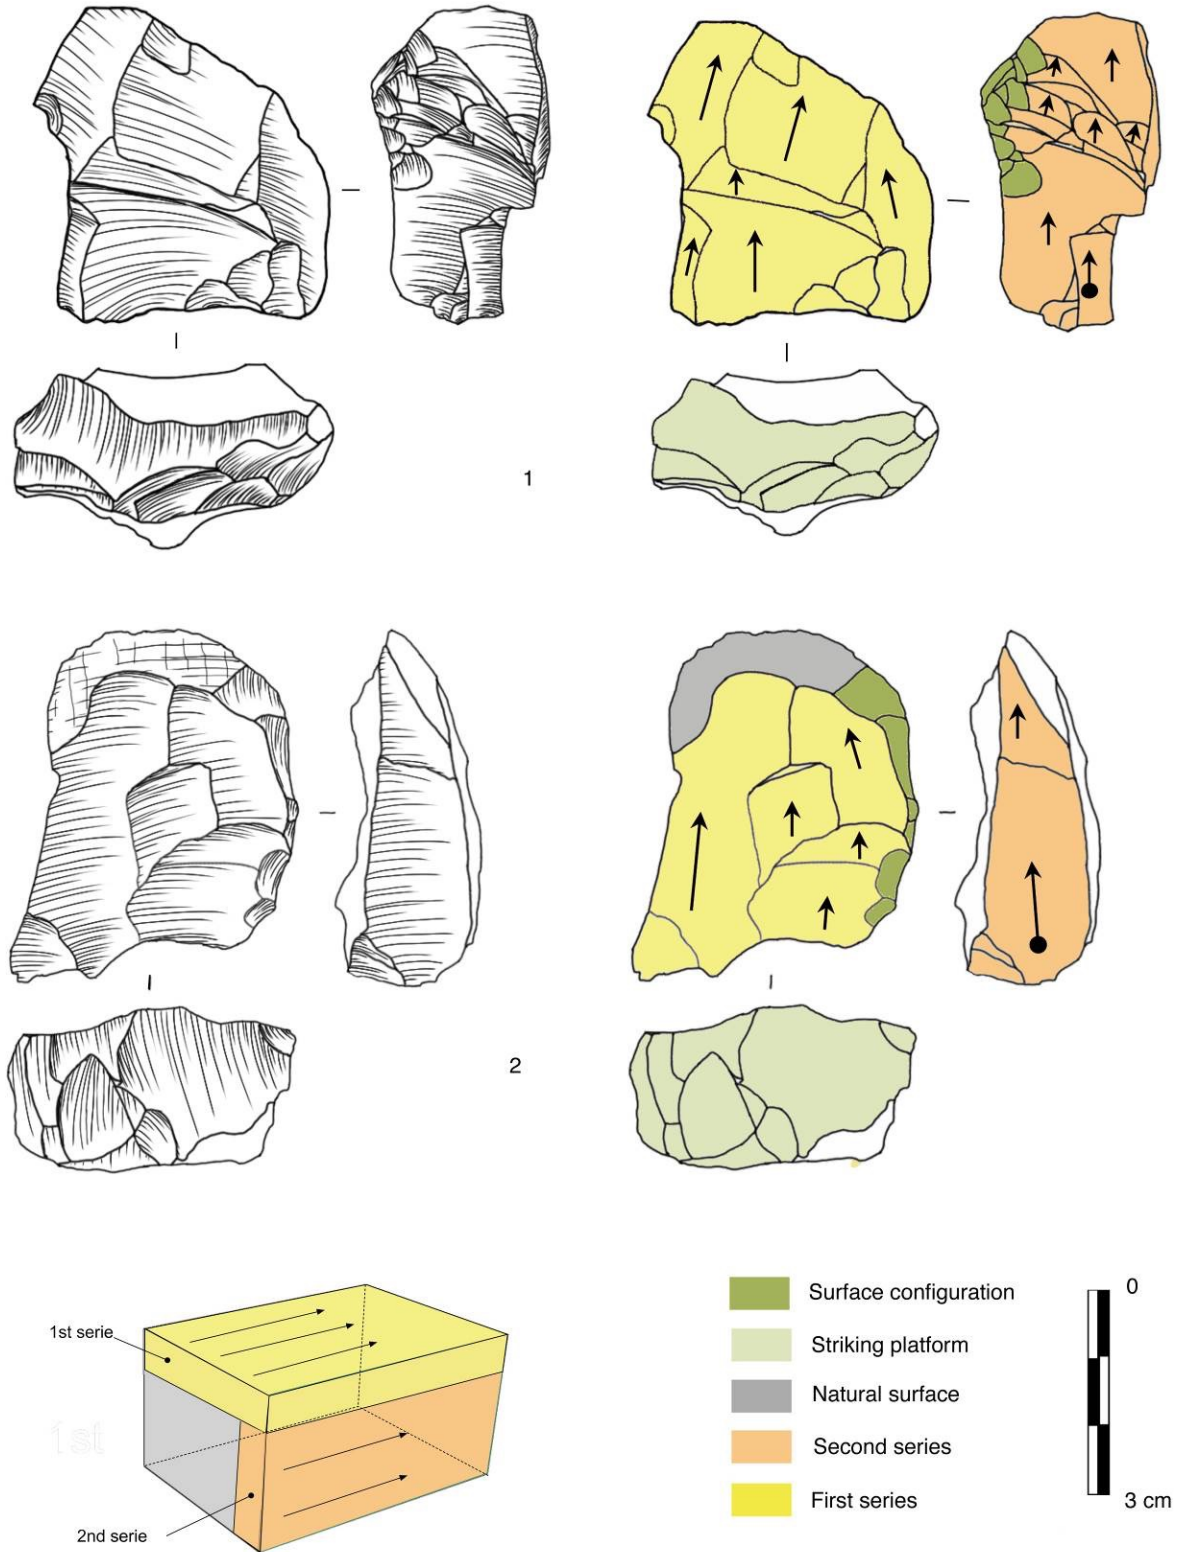 1
2
1st serie
1st
2nd serie
Surface configuration
Striking platform
Natural surface
Second series
First series
0
3 cm